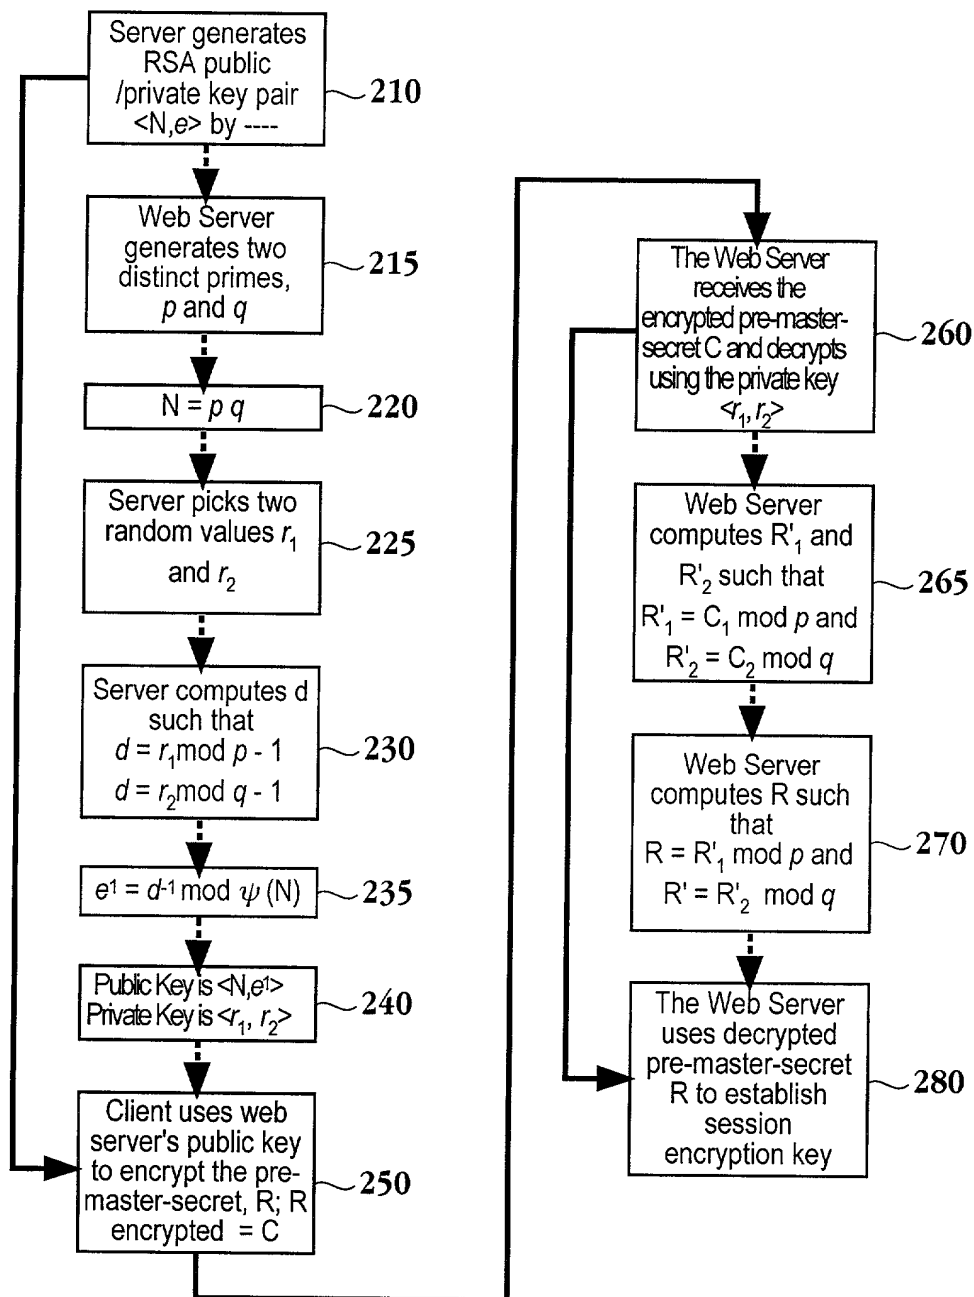 Server generates
RSA public
/private key pair
<N,e> by ----
210
Web Server
generates two
distinct primes,
p and q
215
N = p q
220
Server picks two
random values r₁
and r₂
225
Server computes d
such that
d = r₁mod p - 1
d = r₂mod q - 1
230
e¹ = d⁻¹ mod ψ (N)
235
Public Key is <N,e¹>
Private Key is <r₁, r₂>
240
Client uses web
server's public key
to encrypt the pre-
master-secret, R; R
encrypted = C
250
The Web Server
receives the
encrypted pre-master-
secret C and decrypts
using the private key
<r₁, r₂>
260
Web Server
computes R'₁ and
R'₂ such that
R'₁ = C₁ mod p and
R'₂ = C₂ mod q
265
Web Server
computes R such
that
R = R'₁ mod p and
R' = R'₂ mod q
270
The Web Server
uses decrypted
pre-master-secret
R to establish
session
encryption key
280